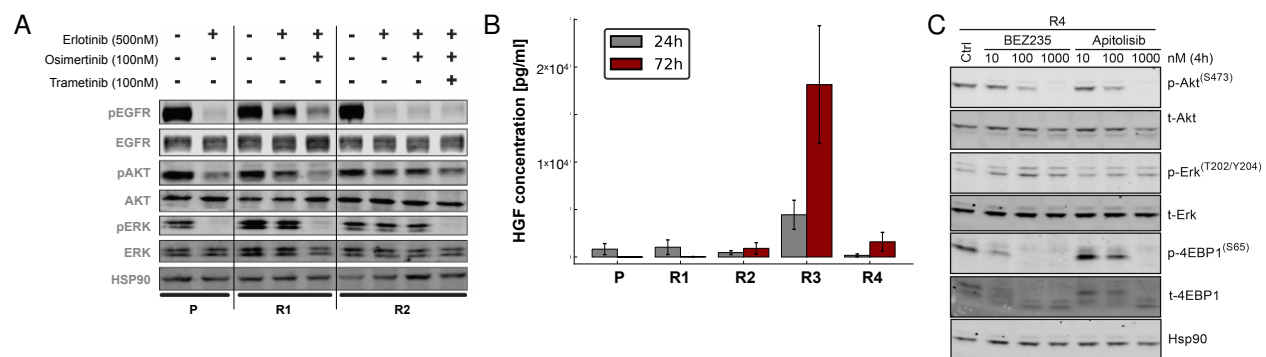 A
Erlotinib (500nM) - + - + + - + + +
Osimertinib (100nM) - - - - + - - + +
Trametinib (100nM) - - - - - - - - +
pEGFR
EGFR
pAKT
AKT
pERK
ERK
HSP90
P R1 R2
B
HGF concentration [pg/ml]
2×10⁴
1×10⁴
24h
72h
P R1 R2 R3 R4
C
R4
Ctrl BEZ235 Apitolisib
10 100 1000 10 100 1000 nM (4h)
p-Akt(S473)
t-Akt
p-Erk(T202/Y204)
t-Erk
p-4EBP1(S65)
t-4EBP1
Hsp90